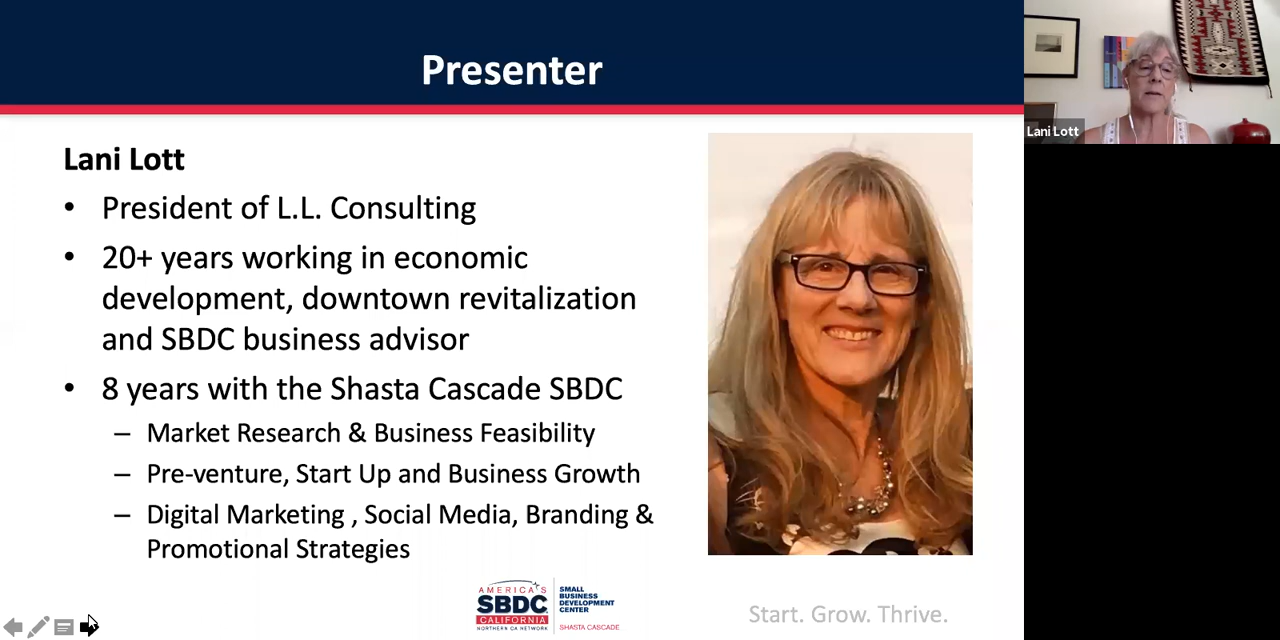 Presenter
Lani Lott
• President of L.L. Consulting
• 20+ years working in economic
development, downtown revitalization
and SBDC business advisor
• 8 years with the Shasta Cascade SBDC
– Market Research & Business Feasibility
– Pre-venture, Start Up and Business Growth
– Digital Marketing , Social Media, Branding &
Promotional Strategies
AMERICA'S
SBDC
CALIFORNIA
NORTHERN CA NETWORK
SMALL
BUSINESS
DEVELOPMENT
CENTER
SHASTA CASCADE
Start. Grow. Thrive.
Lani Lott